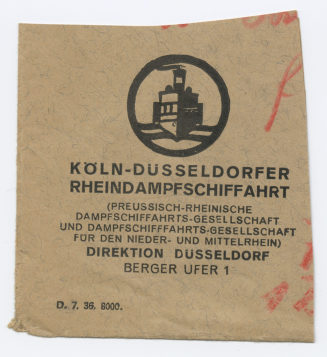 KÖLN-DÜSSELDORFER
RHEINDAMPFSCHIFFAHRT
(PREUSSISCH-RHEINISCHE
DAMPFSCHIFFAHRTS-GESELLSCHAFT
UND DAMPFSCHIFFFAHRTS-GESELLSCHAFT
FÜR DEN NIEDER- UND MITTELRHEIN)
DIREKTION DÜSSELDORF
BERGER UFER 1
D. 7. 36. 8000.